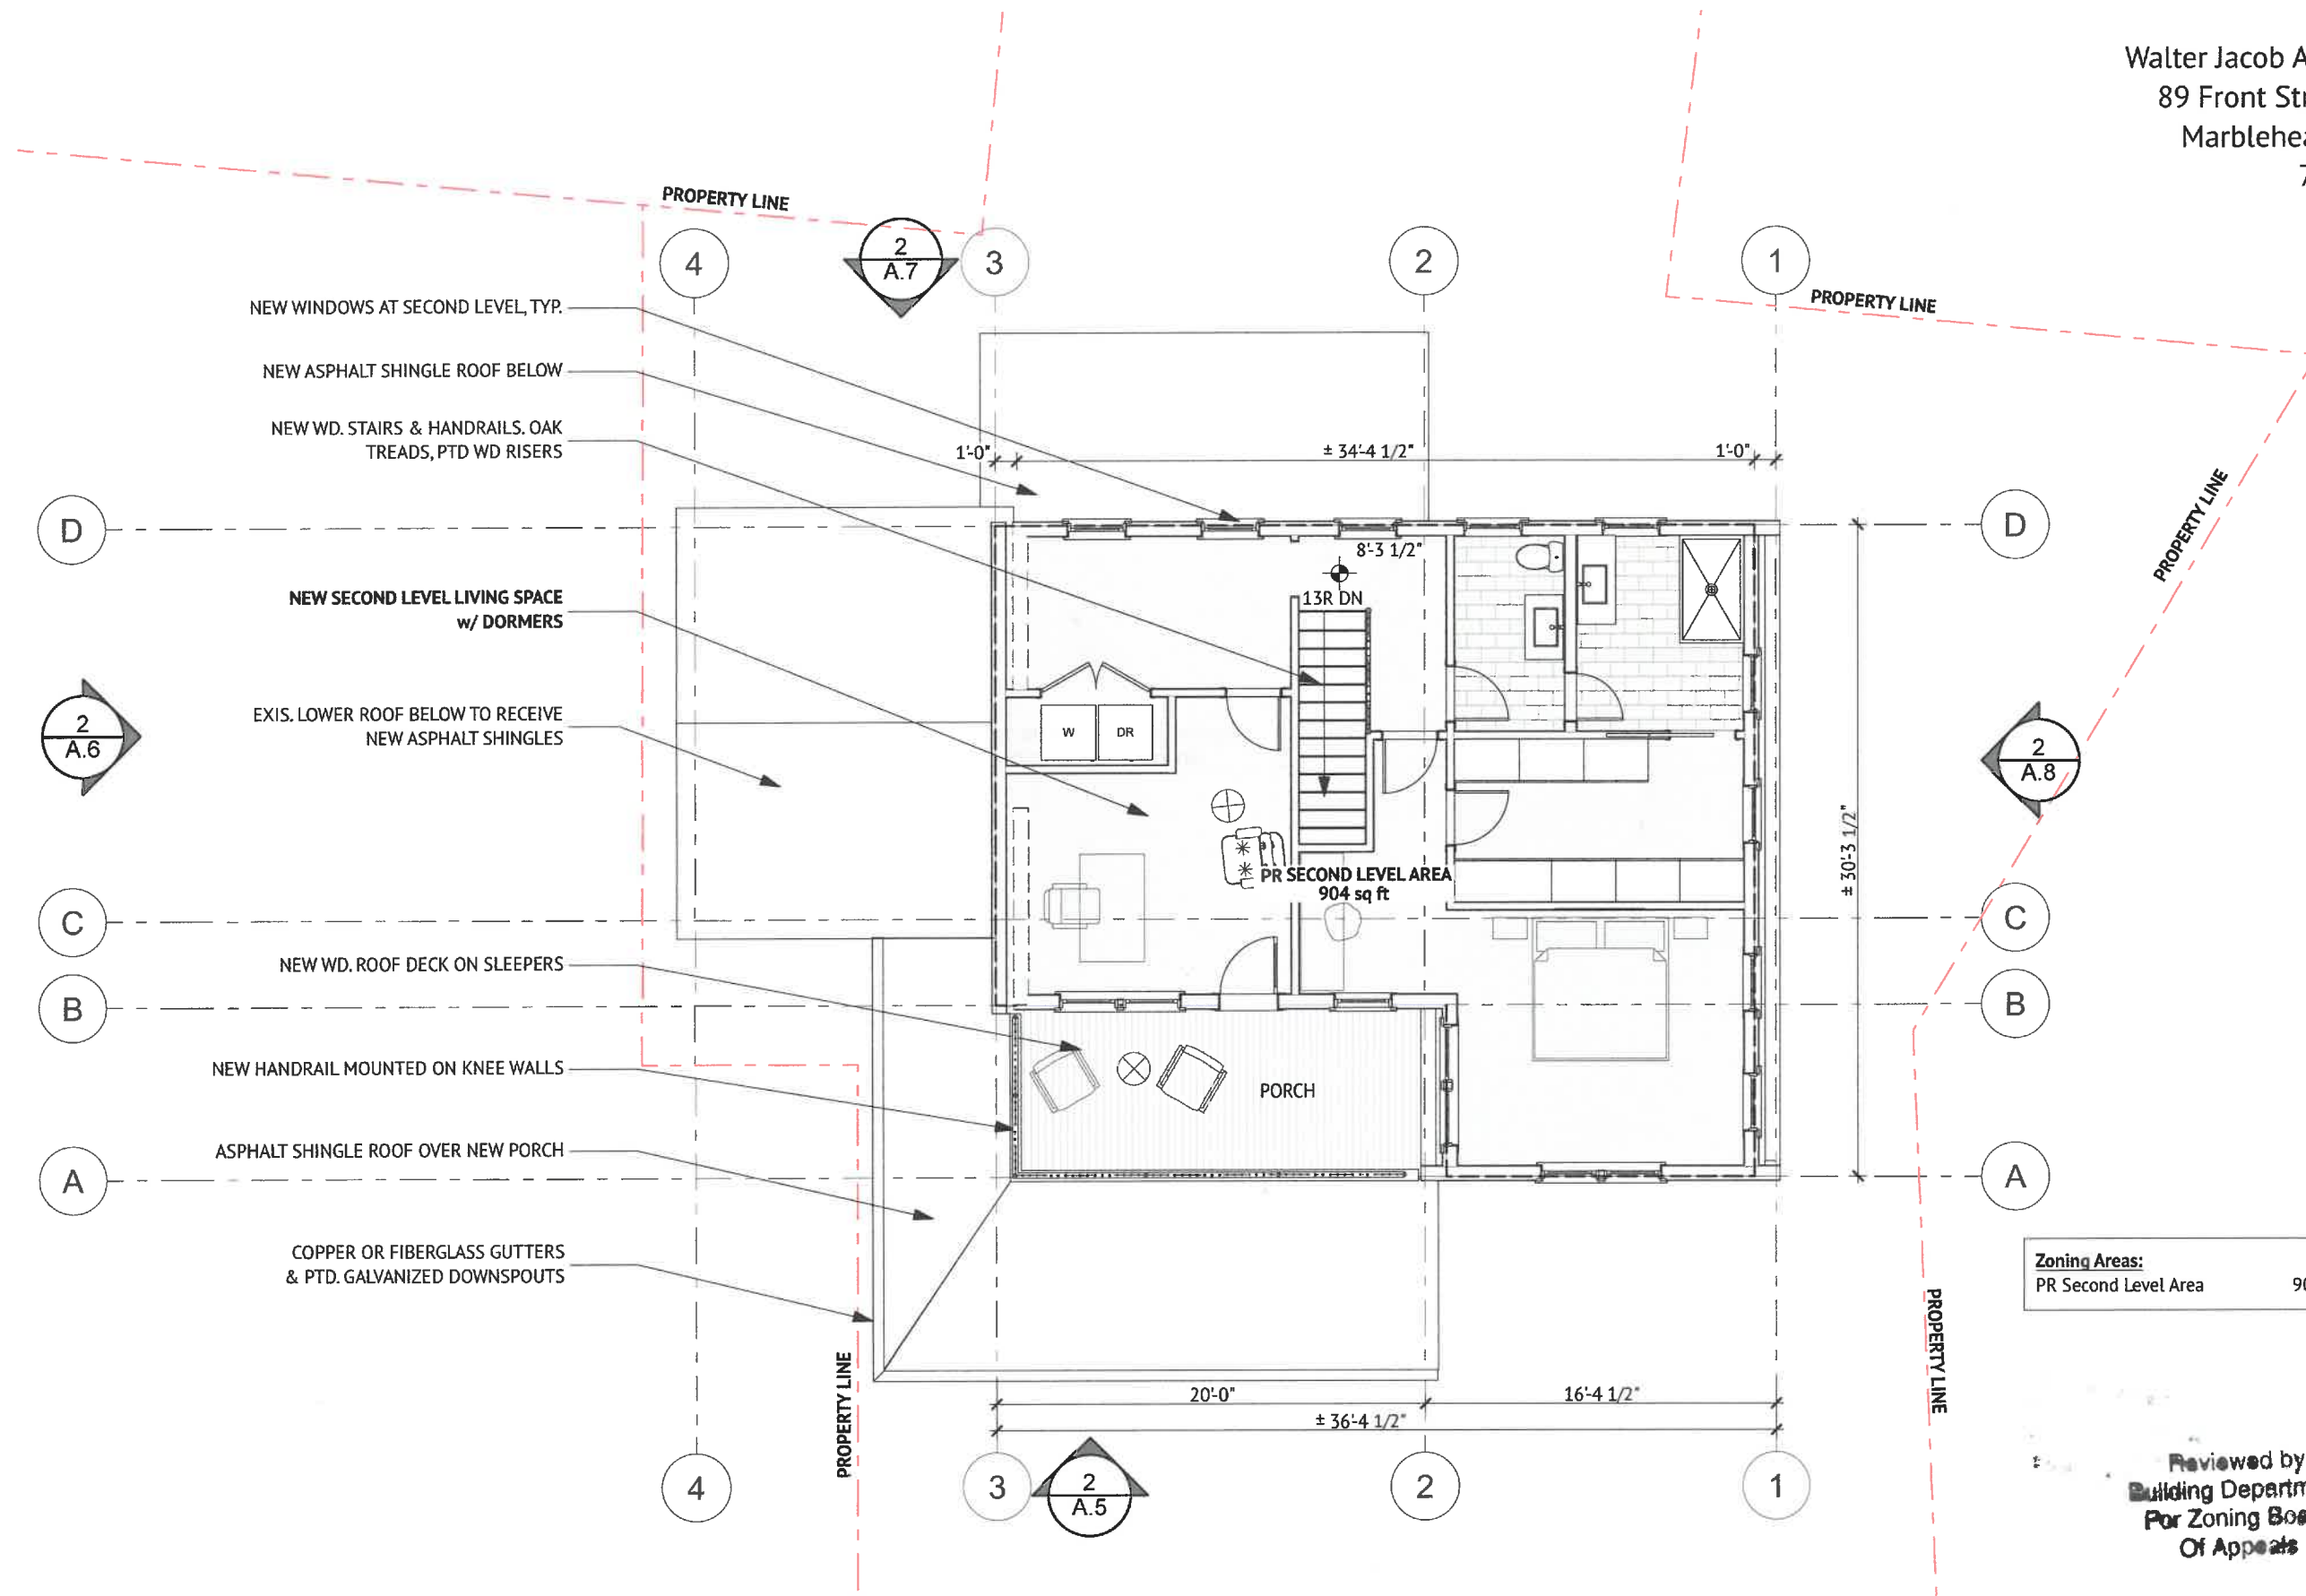 Walter Jacob A
89 Front Str
Marblehea
PROPERTY LINE
2
A.7
4
3
2
1
PROPERTY LINE
NEW WINDOWS AT SECOND LEVEL, TYP.
NEW ASPHALT SHINGLE ROOF BELOW
NEW WD. STAIRS & HANDRAILS. OAK
TREADS, PTD WD RISERS
1'-0"
± 34'-4 1/2"
1'-0"
PROPERTY LINE
D
D
8'-3 1/2"
13R DN
NEW SECOND LEVEL LIVING SPACE
w/ DORMERS
EXIS. LOWER ROOF BELOW TO RECEIVE
NEW ASPHALT SHINGLES
2
A.6
W
DR
2
A.8
± 30'-3 1/2"
PR SECOND LEVEL AREA
904 sq ft
C
C
NEW WD. ROOF DECK ON SLEEPERS
B
B
NEW HANDRAIL MOUNTED ON KNEE WALLS
PORCH
ASPHALT SHINGLE ROOF OVER NEW PORCH
A
A
COPPER OR FIBERGLASS GUTTERS
& PTD. GALVANIZED DOWNSPOUTS
Zoning Areas:
PR Second Level Area 90
PROPERTY LINE
PROPERTY LINE
20'-0"
16'-4 1/2"
± 36'-4 1/2"
4
3
2
A.5
2
1
Reviewed by
Building Departm
For Zoning Boa
Of Appeals